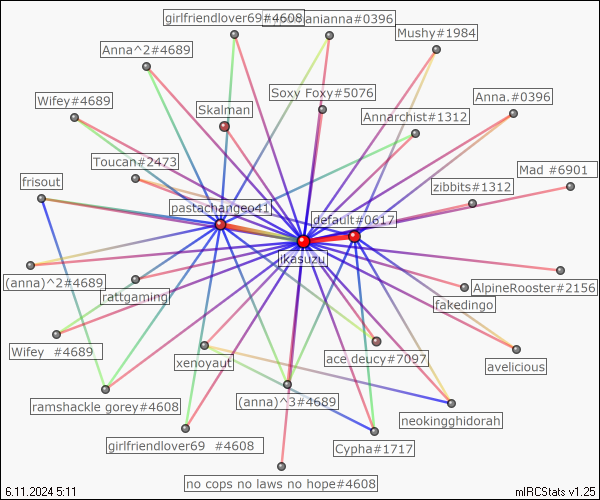 girlfriendlover69#4608
anianna#0396
Mushy#1984
Anna^2#4689
Soxy Foxy#5076
Wifey#4689
Anna.#0396
Skalman
Annarchist#1312
Toucan#2473
Mad #6901
frisout
zibbits#1312
pastachangeo41
default#0617
ikasuzu
(anna)^2#4689
rattgaming
AlpineRooster#2156
fakedingo
Wifey #4689
xenoyaut
ace deucy#7097
avelicious
ramshackle gorey#4608
(anna)^3#4689
neokingghidorah
girlfriendlover69 #4608
Cypha#1717
no cops no laws no hope#4608
6.11.2024 5:11
mIRCStats v1.25